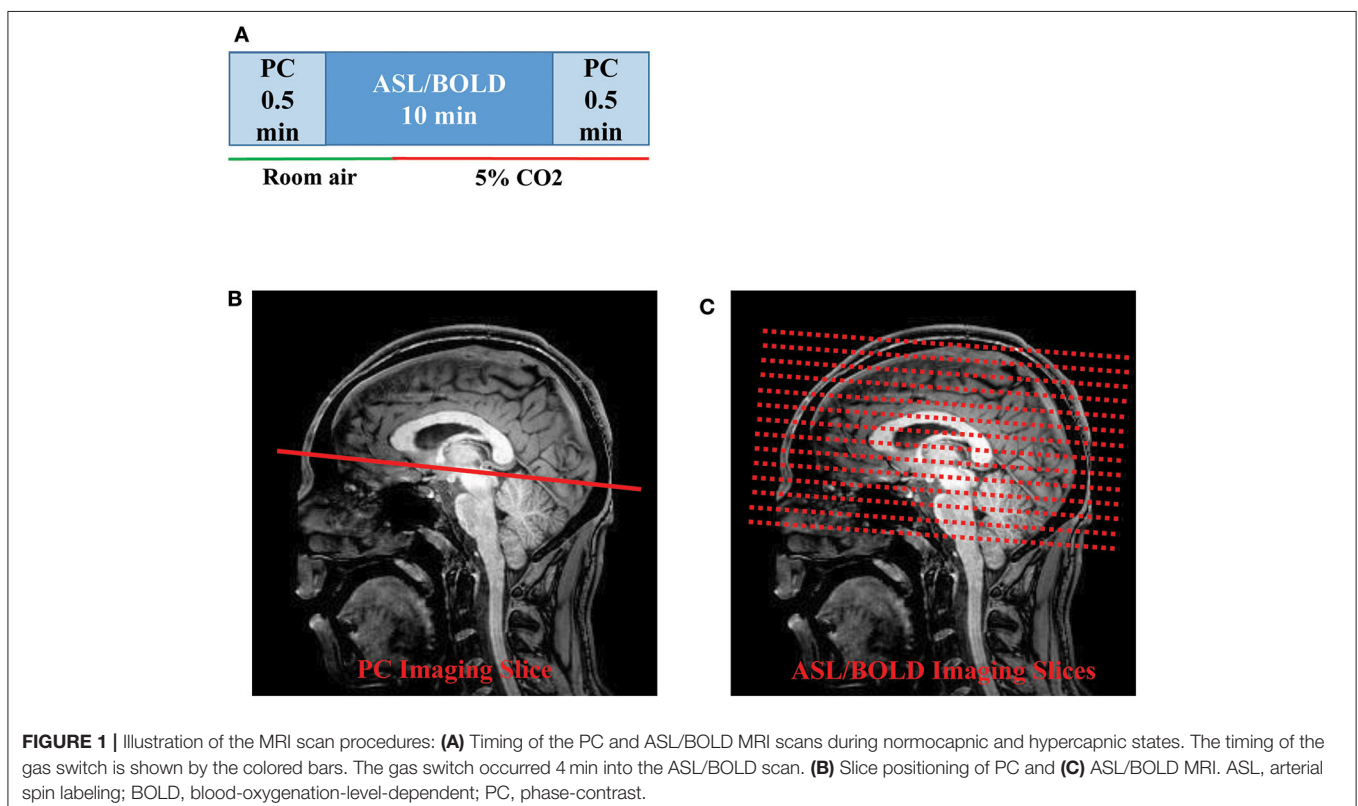 A
PC
0.5
min
ASL/BOLD
10 min
PC
0.5
min
Room air
5% CO2
B
PC Imaging Slice
C
ASL/BOLD Imaging Slices
FIGURE 1 | Illustration of the MRI scan procedures: (A) Timing of the PC and ASL/BOLD MRI scans during normocapnic and hypercapnic states. The timing of the
gas switch is shown by the colored bars. The gas switch occurred 4 min into the ASL/BOLD scan. (B) Slice positioning of PC and (C) ASL/BOLD MRI. ASL, arterial
spin labeling; BOLD, blood-oxygenation-level-dependent; PC, phase-contrast.